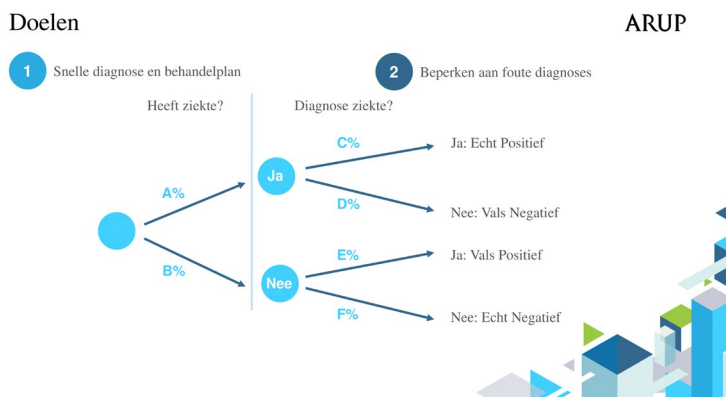 Doelen
ARUP
1 Snelle diagnose en behandelplan
2 Beperken aan foute diagnoses
Heeft ziekte?
Diagnose ziekte?
C%
Ja: Echt Positief
Ja
A%
D%
Nee: Vals Negatief
E%
Ja: Vals Positief
B%
Nee
F%
Nee: Echt Negatief